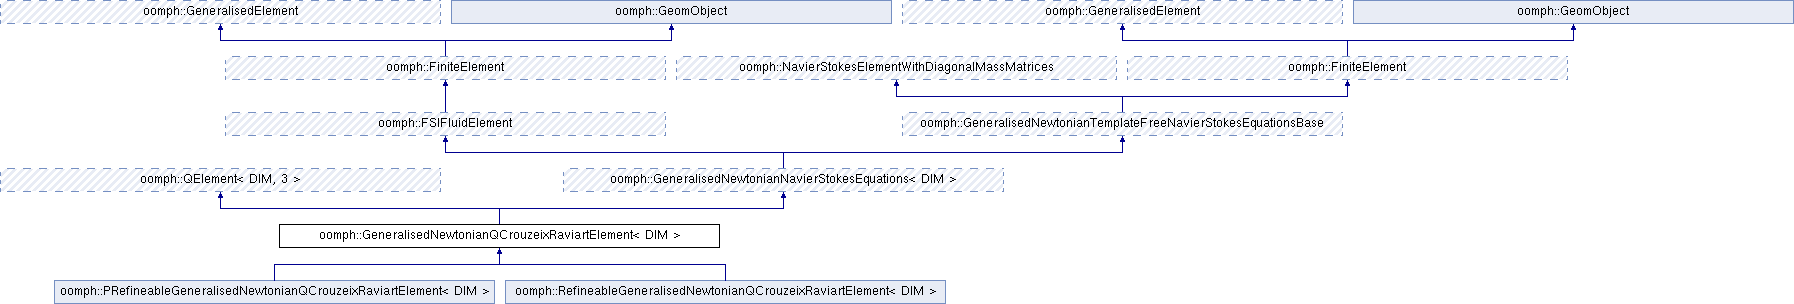 oomph::GeneralisedElement
oomph::GeomObject
oomph::GeneralisedElement
oomph::GeomObject
oomph::FiniteElement
oomph::NavierStokesElementWithDiagonalMassMatrices
oomph::FiniteElement
oomph::FSIFluidElement
oomph::GeneralisedNewtonianTemplateFreeNavierStokesEquationsBase
oomph::QElement< DIM, 3 >
oomph::GeneralisedNewtonianNavierStokesEquations< DIM >
oomph::GeneralisedNewtonianQCrouzeixRaviartElement< DIM >
oomph::PRefineableGeneralisedNewtonianQCrouzeixRaviartElement< DIM >
oomph::RefineableGeneralisedNewtonianQCrouzeixRaviartElement< DIM >